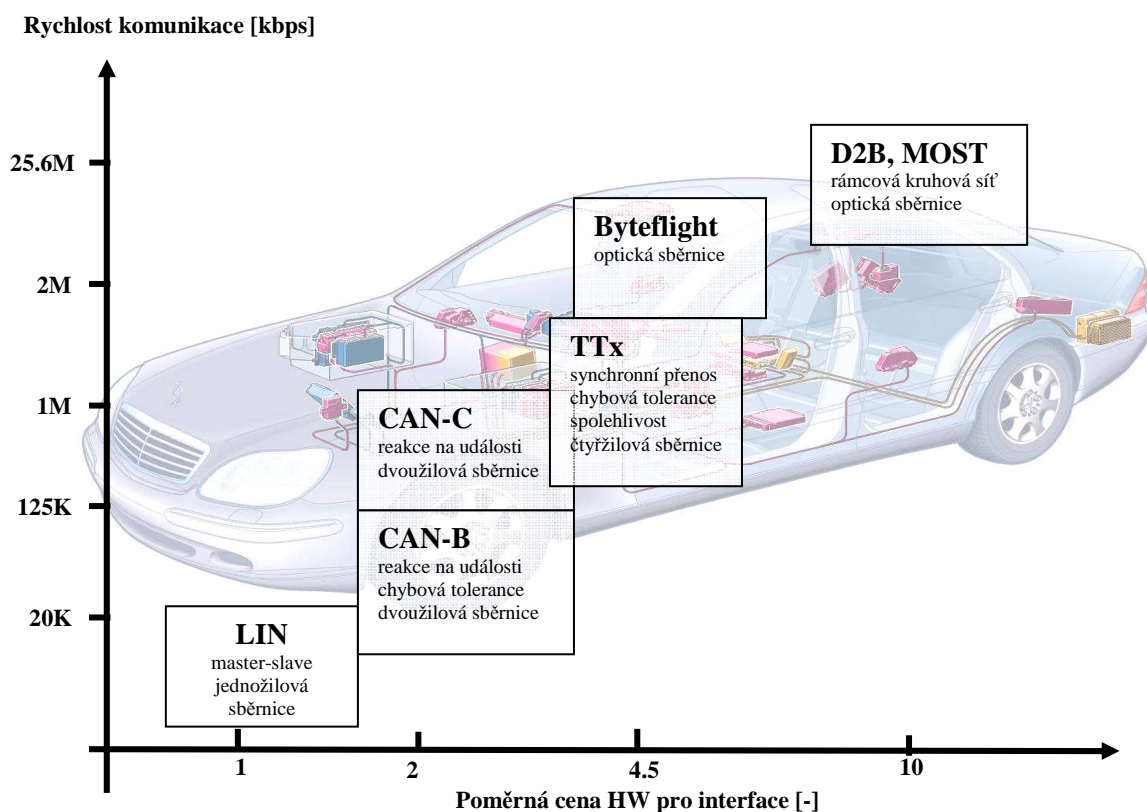 Rychlost komunikace [kbps]
25.6M
2M
1M
125K
20K
D2B, MOST
rámcová kruhová síť
optická sběrnice
Byteflight
optická sběrnice
TTx
synchronní přenos
chybová tolerance
spolehlivost
čtyřžilová sběrnice
CAN-C
reakce na události
dvoužilová sběrnice
CAN-B
reakce na události
chybová tolerance
dvoužilová sběrnice
LIN
master-slave
jednožilová
sběrnice
1
2
4.5
10
Poměrná cena HW pro interface [-]